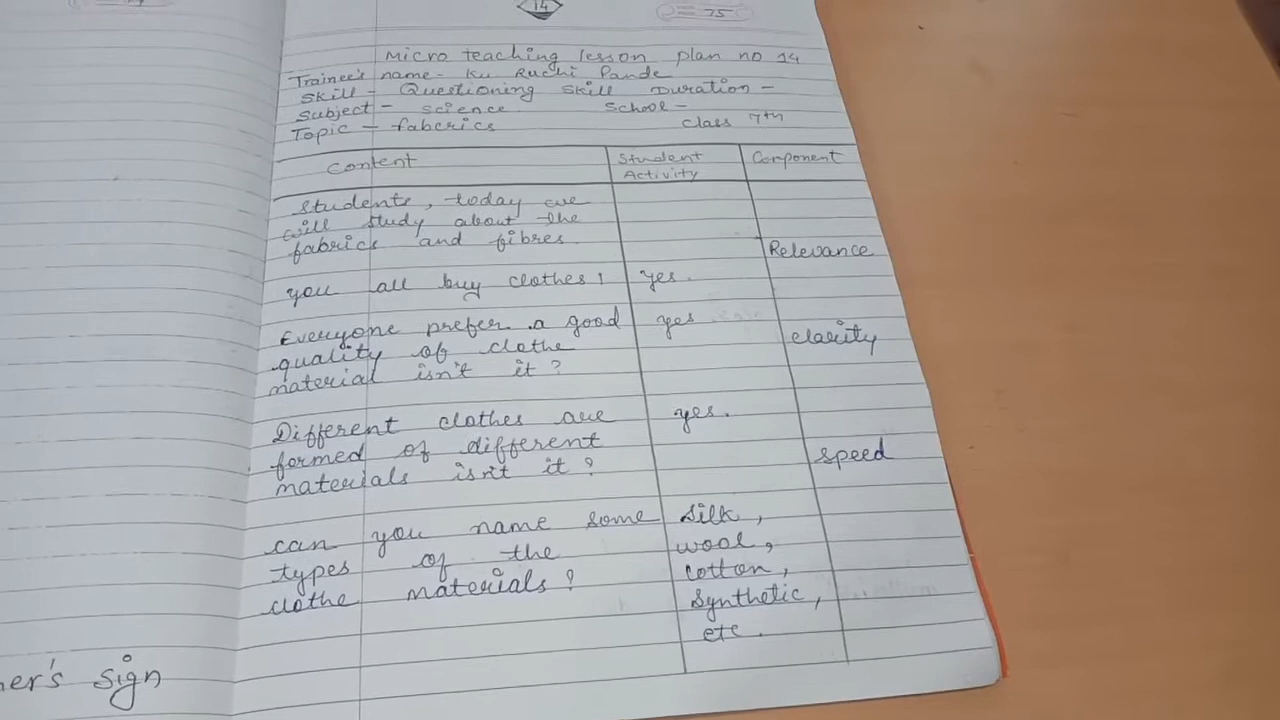 14
75
Micro teaching lesson plan no 14
Trainee's name - Ku Ruchi Pande
Skill - Questioning Skill Duration -
Subject - Science School -
Topic - fabcrics Class 7th
Content Student Activity Component
Students, today we
will study about the
fabrics and fibres.
Relevance
you all buy clothes! yes.
Everyone prefer a good yes
quality of clothe clarity
material isn't it?
Different clothes are yes.
formed of different
materials isn't it? speed
can you name some silk,
types of the wool,
clothe materials? cotton,
Synthetic,
etc.
ner's sign